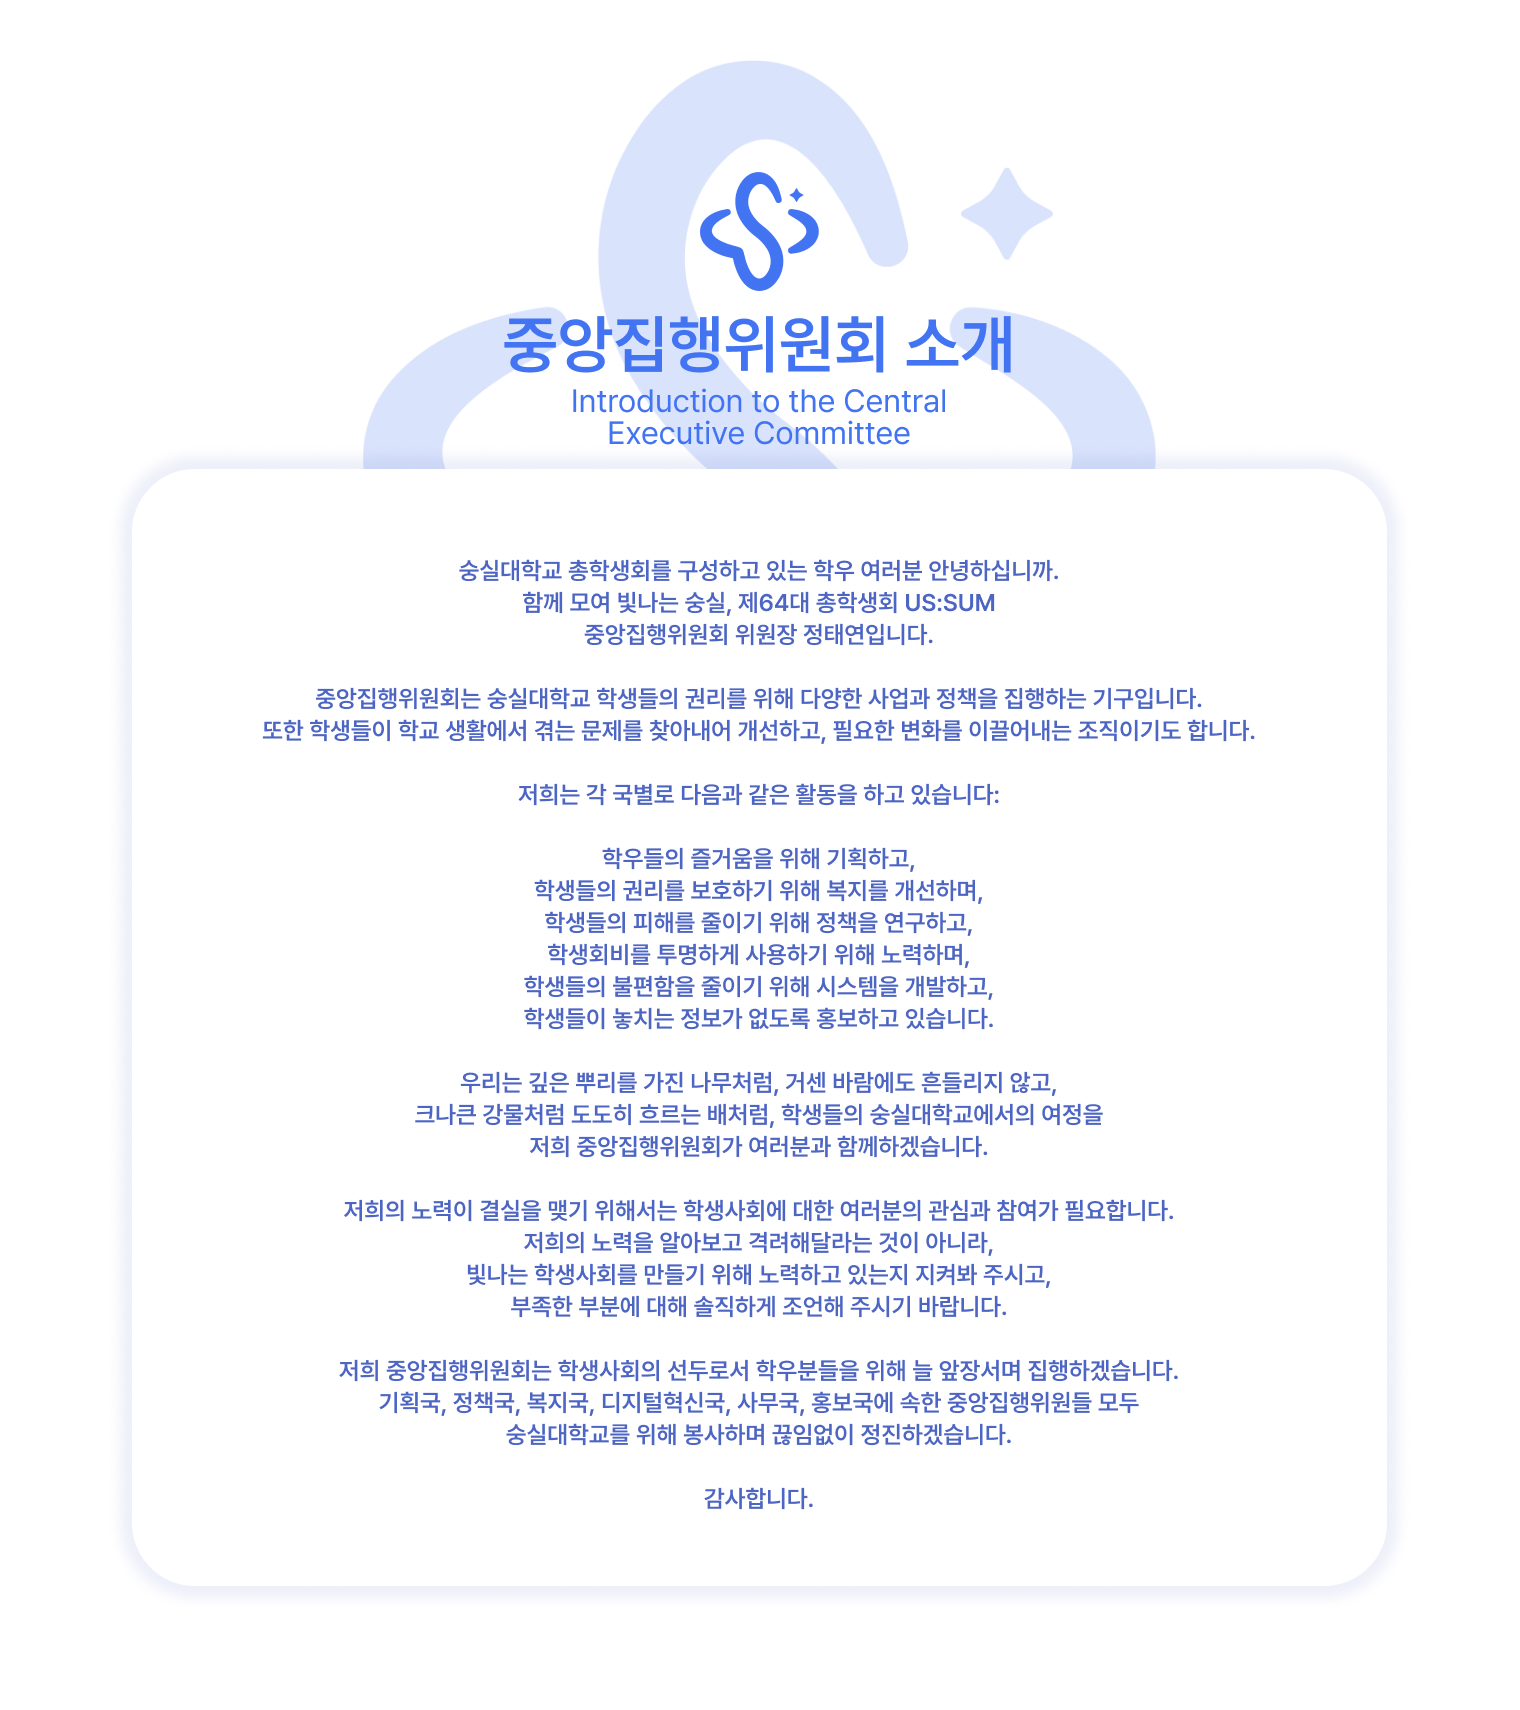 중앙집행위원회 소개
Introduction to the Central
Executive Committee
숭실대학교 총학생회를 구성하고 있는 학우 여러분 안녕하십니까.
함께 모여 빛나는 숭실, 제64대 총학생회 US:SUM
중앙집행위원회 위원장 정태연입니다.
중앙집행위원회는 숭실대학교 학생들의 권리를 위해 다양한 사업과 정책을 집행하는 기구입니다.
또한 학생들이 학교 생활에서 겪는 문제를 찾아내어 개선하고, 필요한 변화를 이끌어내는 조직이기도 합니다.
저희는 각 국별로 다음과 같은 활동을 하고 있습니다:
학우들의 즐거움을 위해 기획하고,
학생들의 권리를 보호하기 위해 복지를 개선하며,
학생들의 피해를 줄이기 위해 정책을 연구하고,
학생회비를 투명하게 사용하기 위해 노력하며,
학생들의 불편함을 줄이기 위해 시스템을 개발하고,
학생들이 놓치는 정보가 없도록 홍보하고 있습니다.
우리는 깊은 뿌리를 가진 나무처럼, 거센 바람에도 흔들리지 않고,
크나큰 강물처럼 도도히 흐르는 배처럼, 학생들의 숭실대학교에서의 여정을
저희 중앙집행위원회가 여러분과 함께하겠습니다.
저희의 노력이 결실을 맺기 위해서는 학생사회에 대한 여러분의 관심과 참여가 필요합니다.
저희의 노력을 알아보고 격려해달라는 것이 아니라,
빛나는 학생사회를 만들기 위해 노력하고 있는지 지켜봐 주시고,
부족한 부분에 대해 솔직하게 조언해 주시기 바랍니다.
저희 중앙집행위원회는 학생사회의 선두로서 학우분들을 위해 늘 앞장서며 집행하겠습니다.
기획국, 정책국, 복지국, 디지털혁신국, 사무국, 홍보국에 속한 중앙집행위원들 모두
숭실대학교를 위해 봉사하며 끊임없이 정진하겠습니다.
감사합니다.